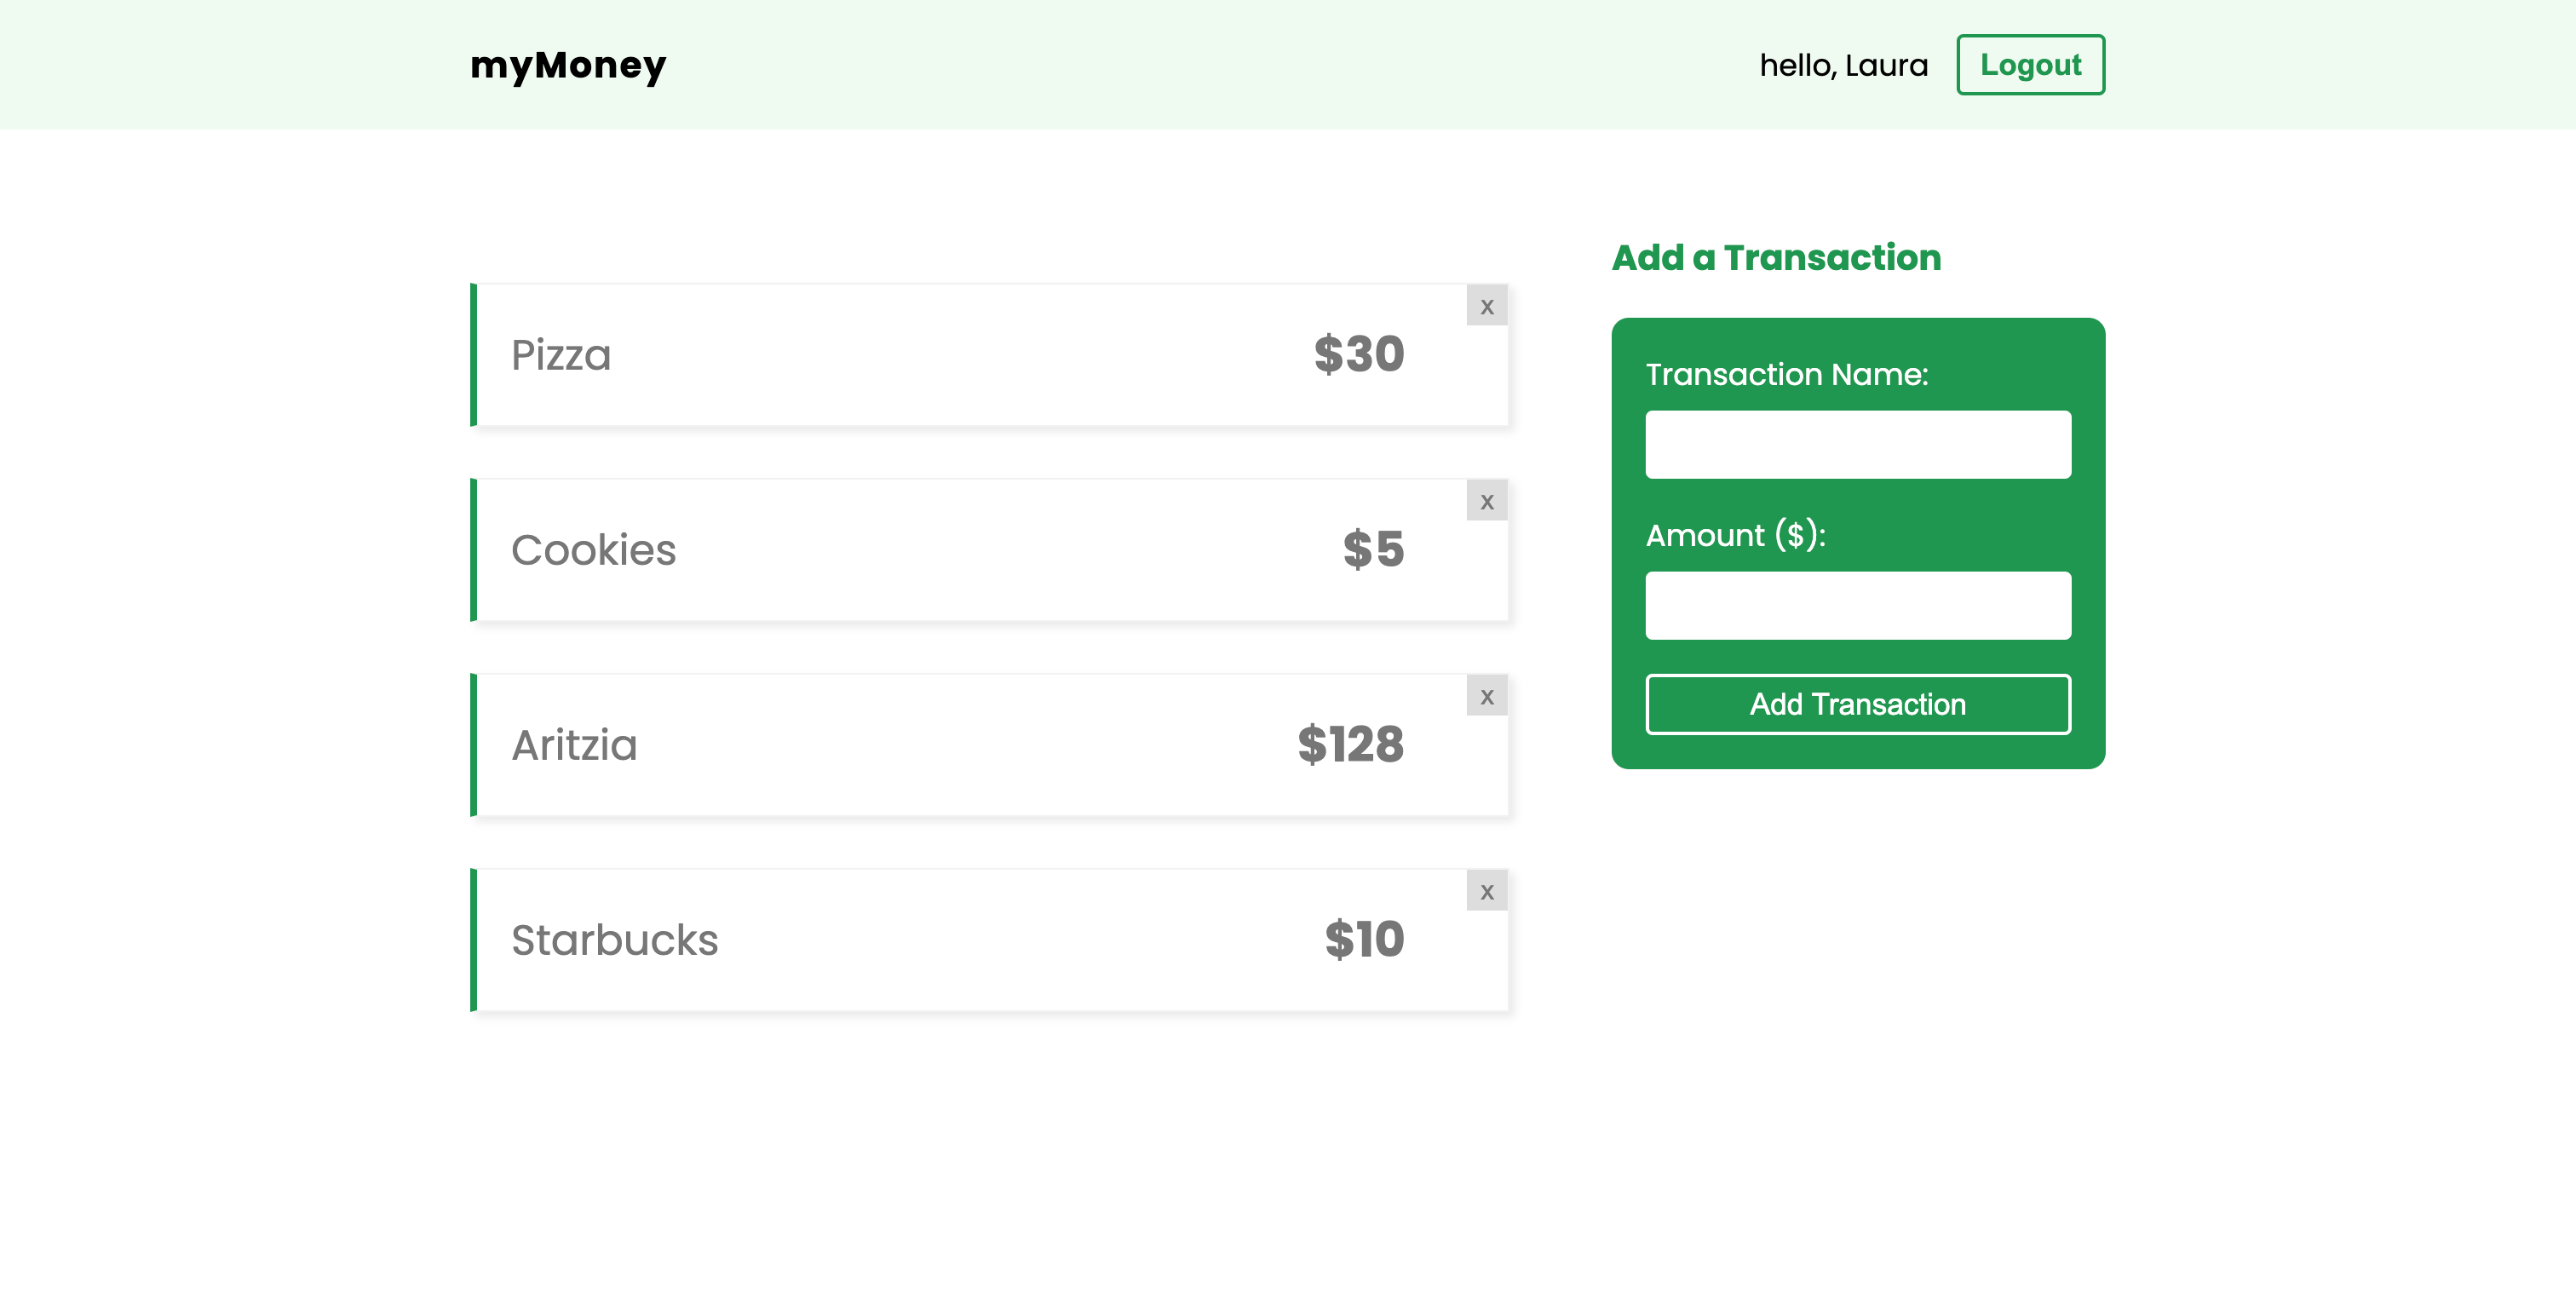 myMoney
hello, Laura
Logout
x
Pizza
$30
x
Cookies
$5
x
Aritzia
$128
x
Starbucks
$10
Add a Transaction
Transaction Name:
Amount ($):
Add Transaction